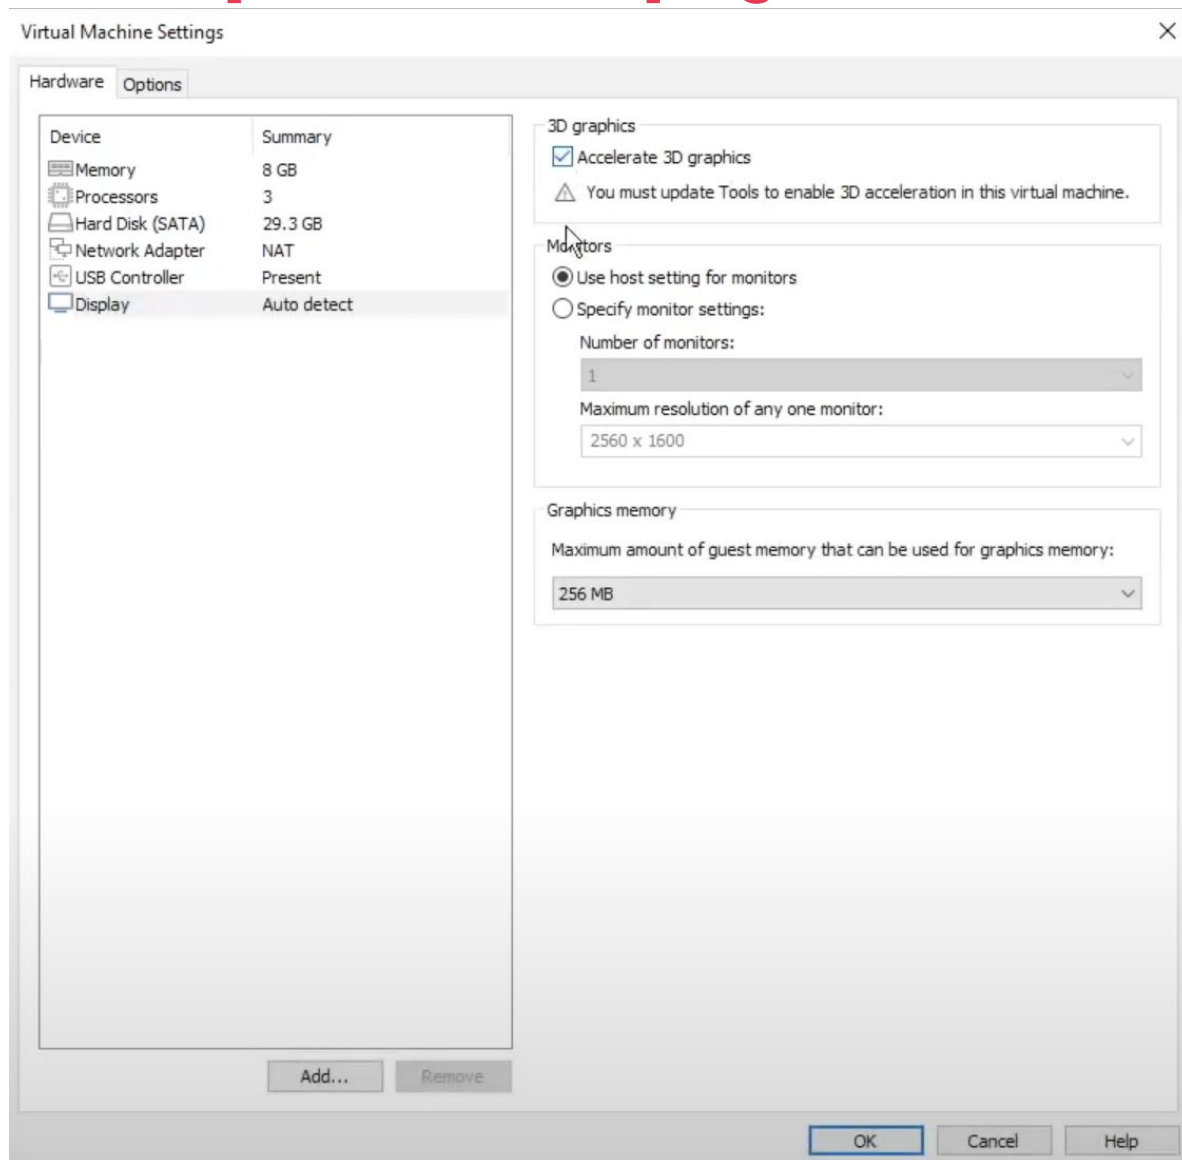 Virtual Machine Settings
Hardware
Options
Device Summary
Memory 8 GB
Processors 3
Hard Disk (SATA) 29.3 GB
Network Adapter NAT
USB Controller Present
Display Auto detect
Add...
Remove
3D graphics
Accelerate 3D graphics
You must update Tools to enable 3D acceleration in this virtual machine.
Monitors
Use host setting for monitors
Specify monitor settings:
Number of monitors:
1
Maximum resolution of any one monitor:
2560 x 1600
Graphics memory
Maximum amount of guest memory that can be used for graphics memory:
256 MB
OK
Cancel
Help